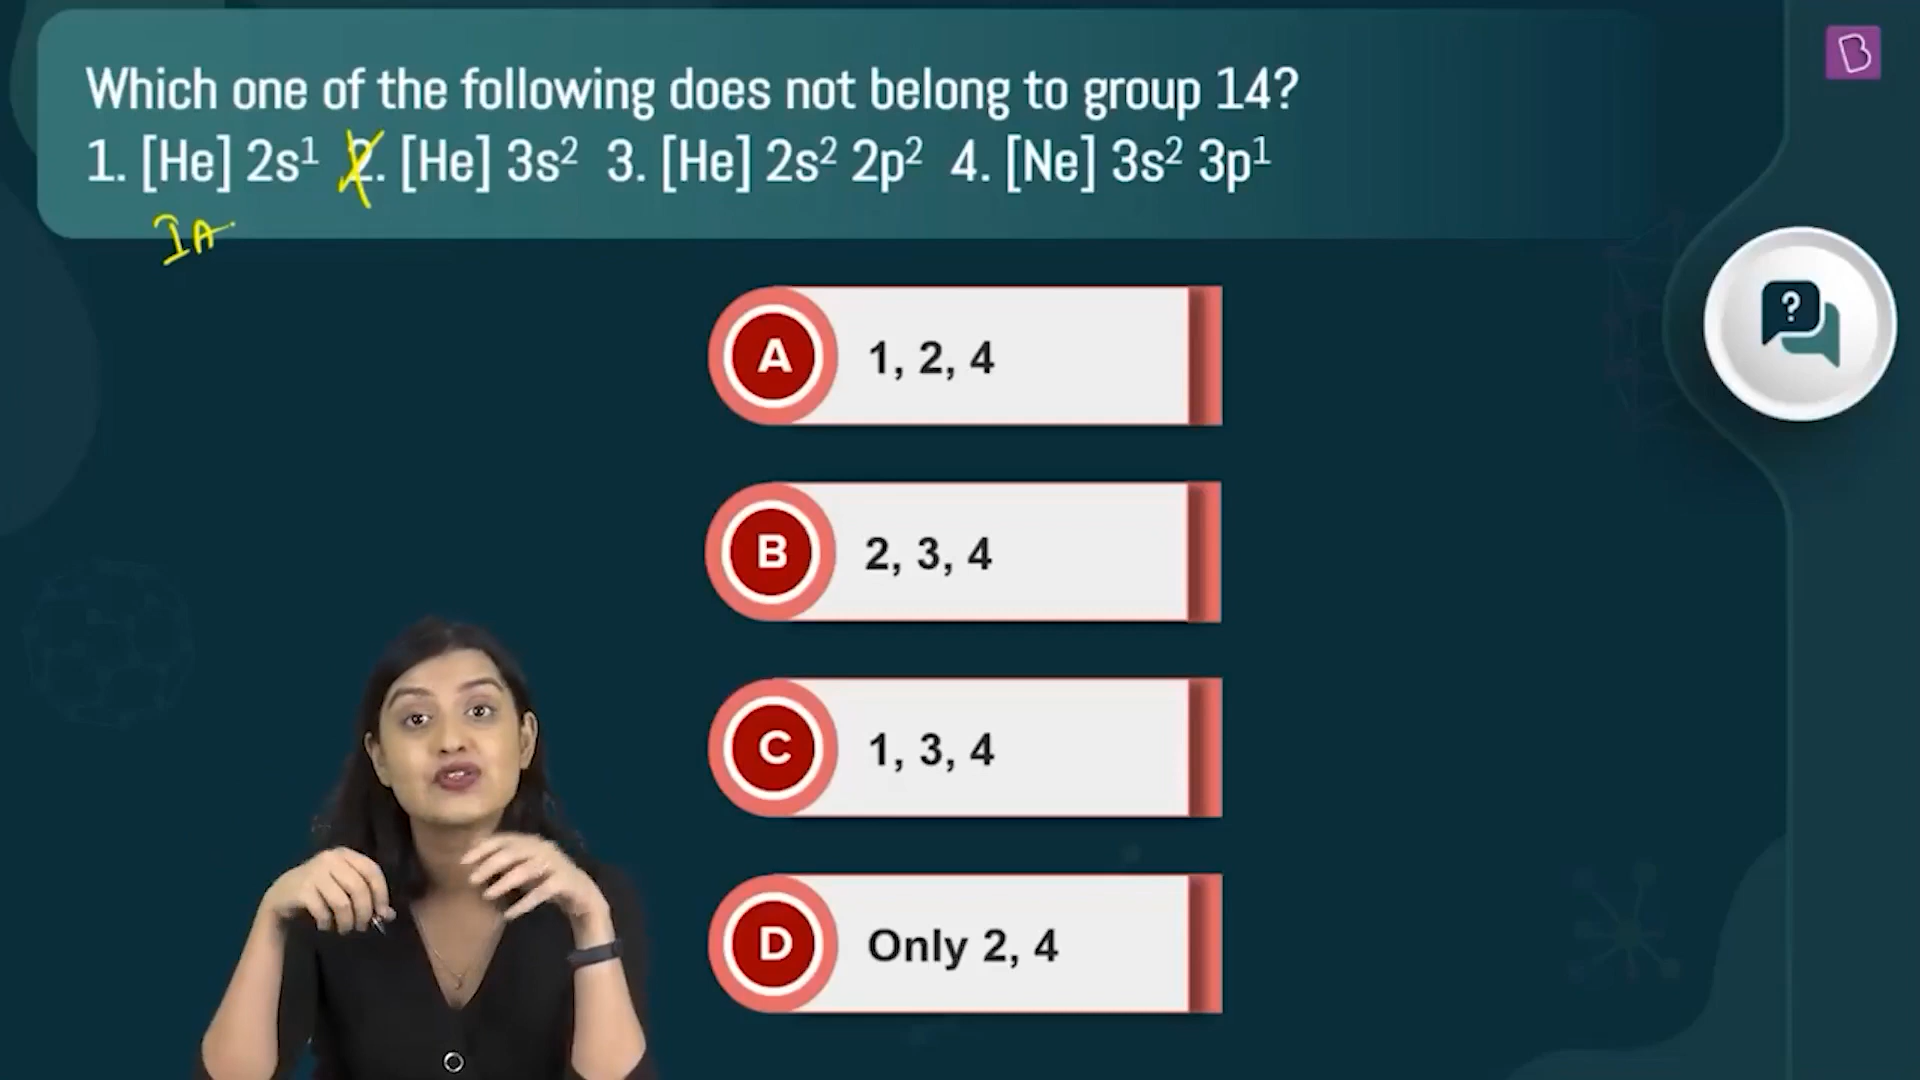 Which one of the following does not belong to group 14?
1. [He] 2s¹ 2. [He] 3s² 3. [He] 2s² 2p² 4. [Ne] 3s² 3p¹
IA
A 1, 2, 4
B 2, 3, 4
C 1, 3, 4
D Only 2, 4
B
?